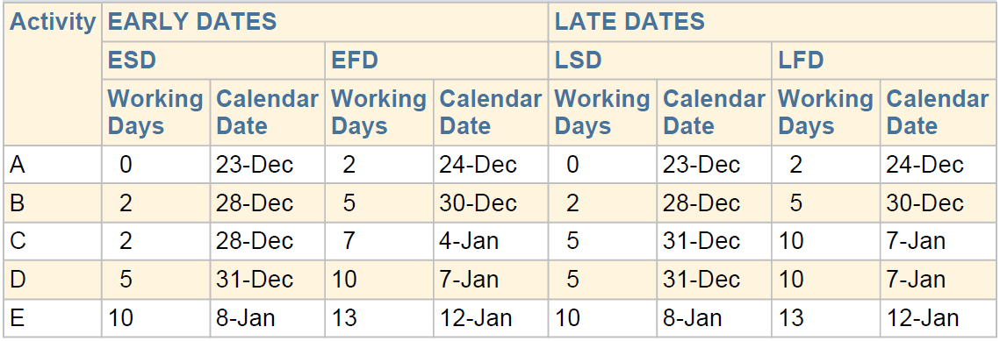 Activity EARLY DATES LATE DATES
ESD EFD LSD LFD
Working Days Calendar Date Working Days Calendar Date Working Days Calendar Date Working Days Calendar Date
A 0 23-Dec 2 24-Dec 0 23-Dec 2 24-Dec
B 2 28-Dec 5 30-Dec 2 28-Dec 5 30-Dec
C 2 28-Dec 7 4-Jan 5 31-Dec 10 7-Jan
D 5 31-Dec 10 7-Jan 5 31-Dec 10 7-Jan
E 10 8-Jan 13 12-Jan 10 8-Jan 13 12-Jan